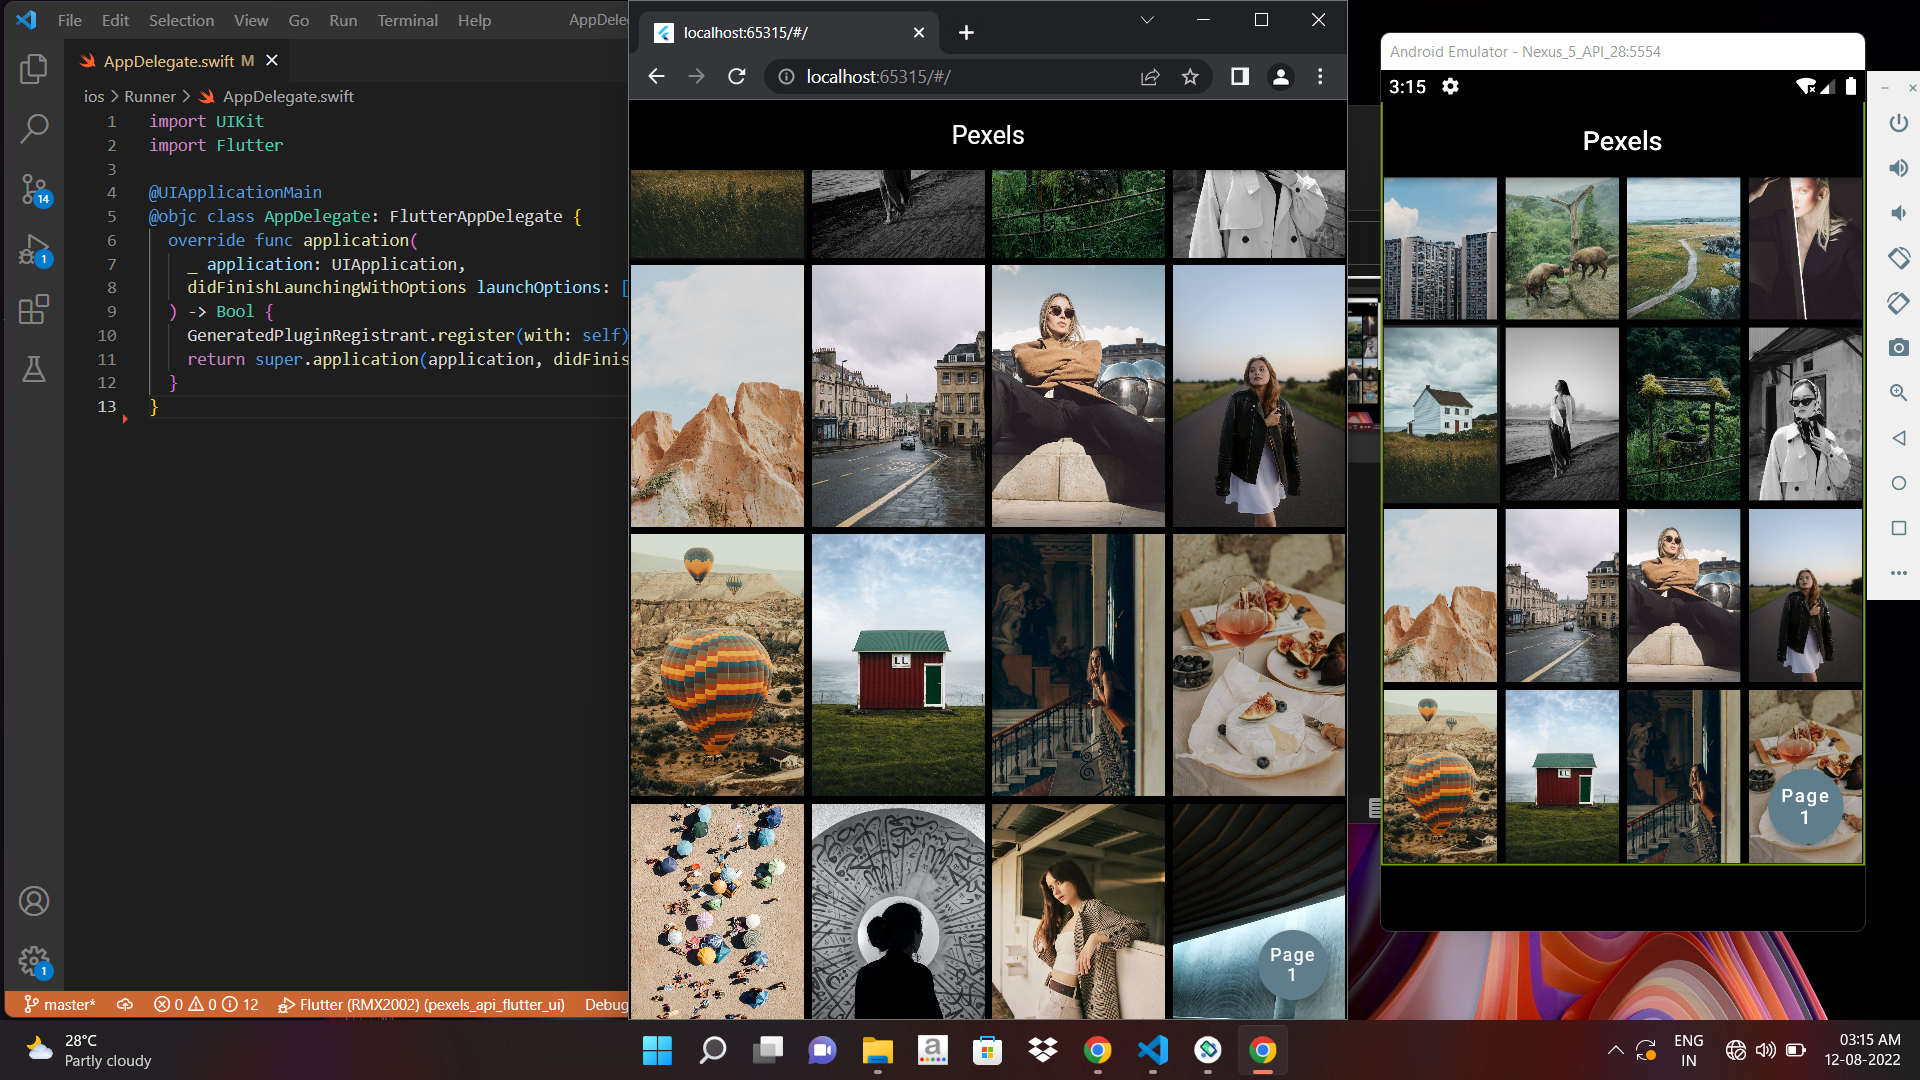 File Edit Selection View Go Run Terminal Help AppDele
AppDelegate.swift M
ios > Runner > AppDelegate.swift
1 import UIKit
2 import Flutter
3
4 @UIApplicationMain
5 @objc class AppDelegate: FlutterAppDelegate {
6 override func application(
7 _ application: UIApplication,
8 didFinishLaunchingWithOptions launchOptions: [
9 ) -> Bool {
10 GeneratedPluginRegistrant.register(with: self)
11 return super.application(application, didFinis
12 }
13 }
14
1
1
master* 0 0 12 Flutter (RMX2002) (pexels_api_flutter_ui) Debug
localhost:65315/#/
localhost:65315/#/
Pexels
LL
Page
1
Android Emulator - Nexus_5_API_28:5554
3:15
Pexels
LL
Page
1
28°C
Partly cloudy
a
ENG
IN
03:15 AM
12-08-2022